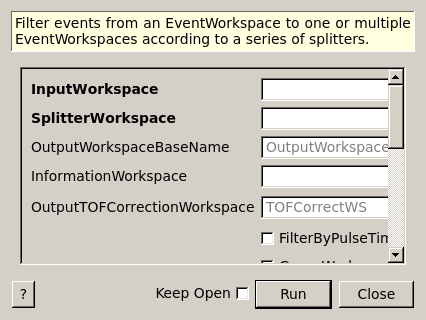 Filter events from an EventWorkspace to one or multiple
EventWorkspaces according to a series of splitters.
InputWorkspace
SplitterWorkspace
OutputWorkspaceBaseName OutputWorkspace
InformationWorkspace
OutputTOFCorrectionWorkspace TOFCorrectWS
FilterByPulseTim
? Keep Open Run Close